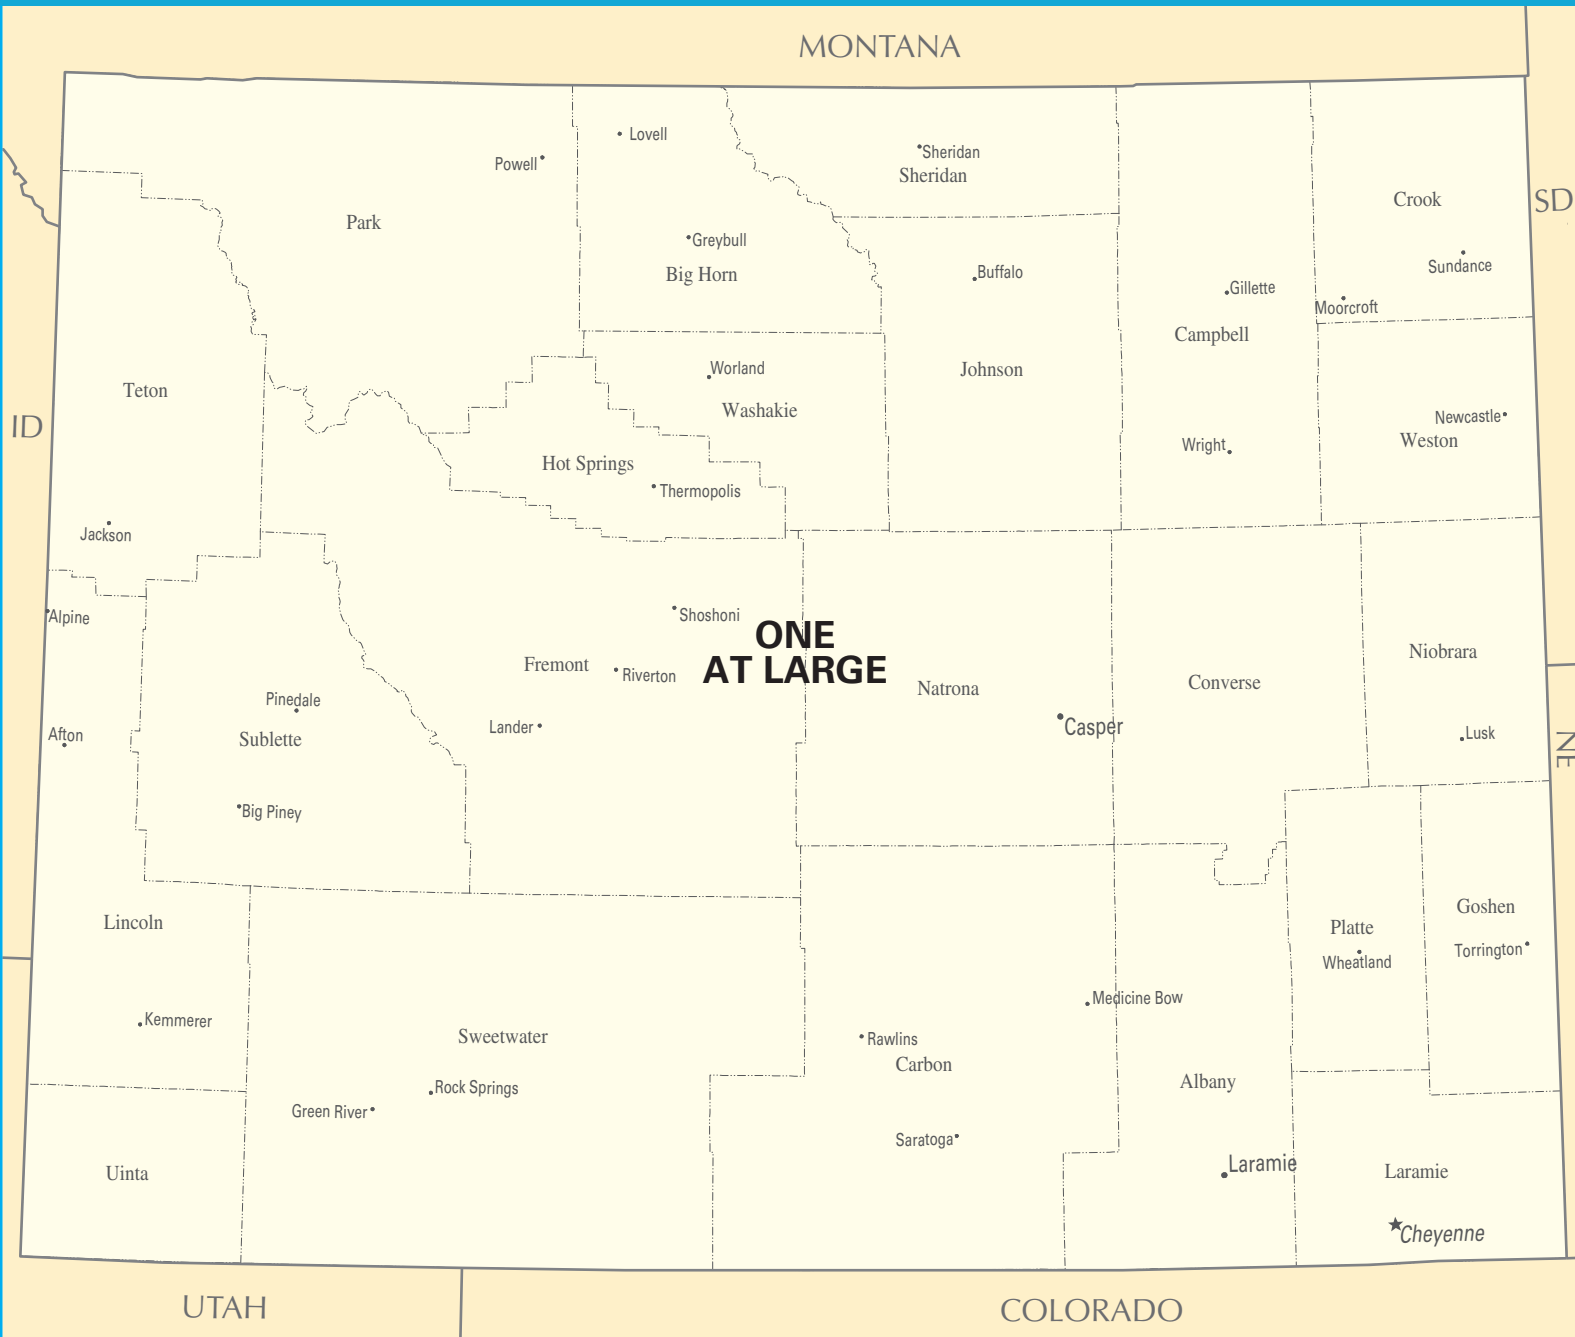 MONTANA
Lovell
Powell
Sheridan
Sheridan
Crook
SD
Park
Greybull
Big Horn
Buffalo
Sundance
Gillette
Moorcroft
Campbell
Teton
Worland
Washakie
Johnson
ID
Newcastle
Weston
Wright
Hot Springs
Thermopolis
Jackson
Alpine
Shoshoni
ONE
AT LARGE
Fremont
Riverton
Natrona
Converse
Niobrara
Pinedale
Sublette
Lander
Casper
Afton
Lusk
NE
Big Piney
Lincoln
Platte
Wheatland
Goshen
Torrington
Kemmerer
Sweetwater
Medicine Bow
Rawlins
Carbon
Albany
Rock Springs
Green River
Saratoga
Uinta
Laramie
Laramie
Cheyenne
UTAH
COLORADO